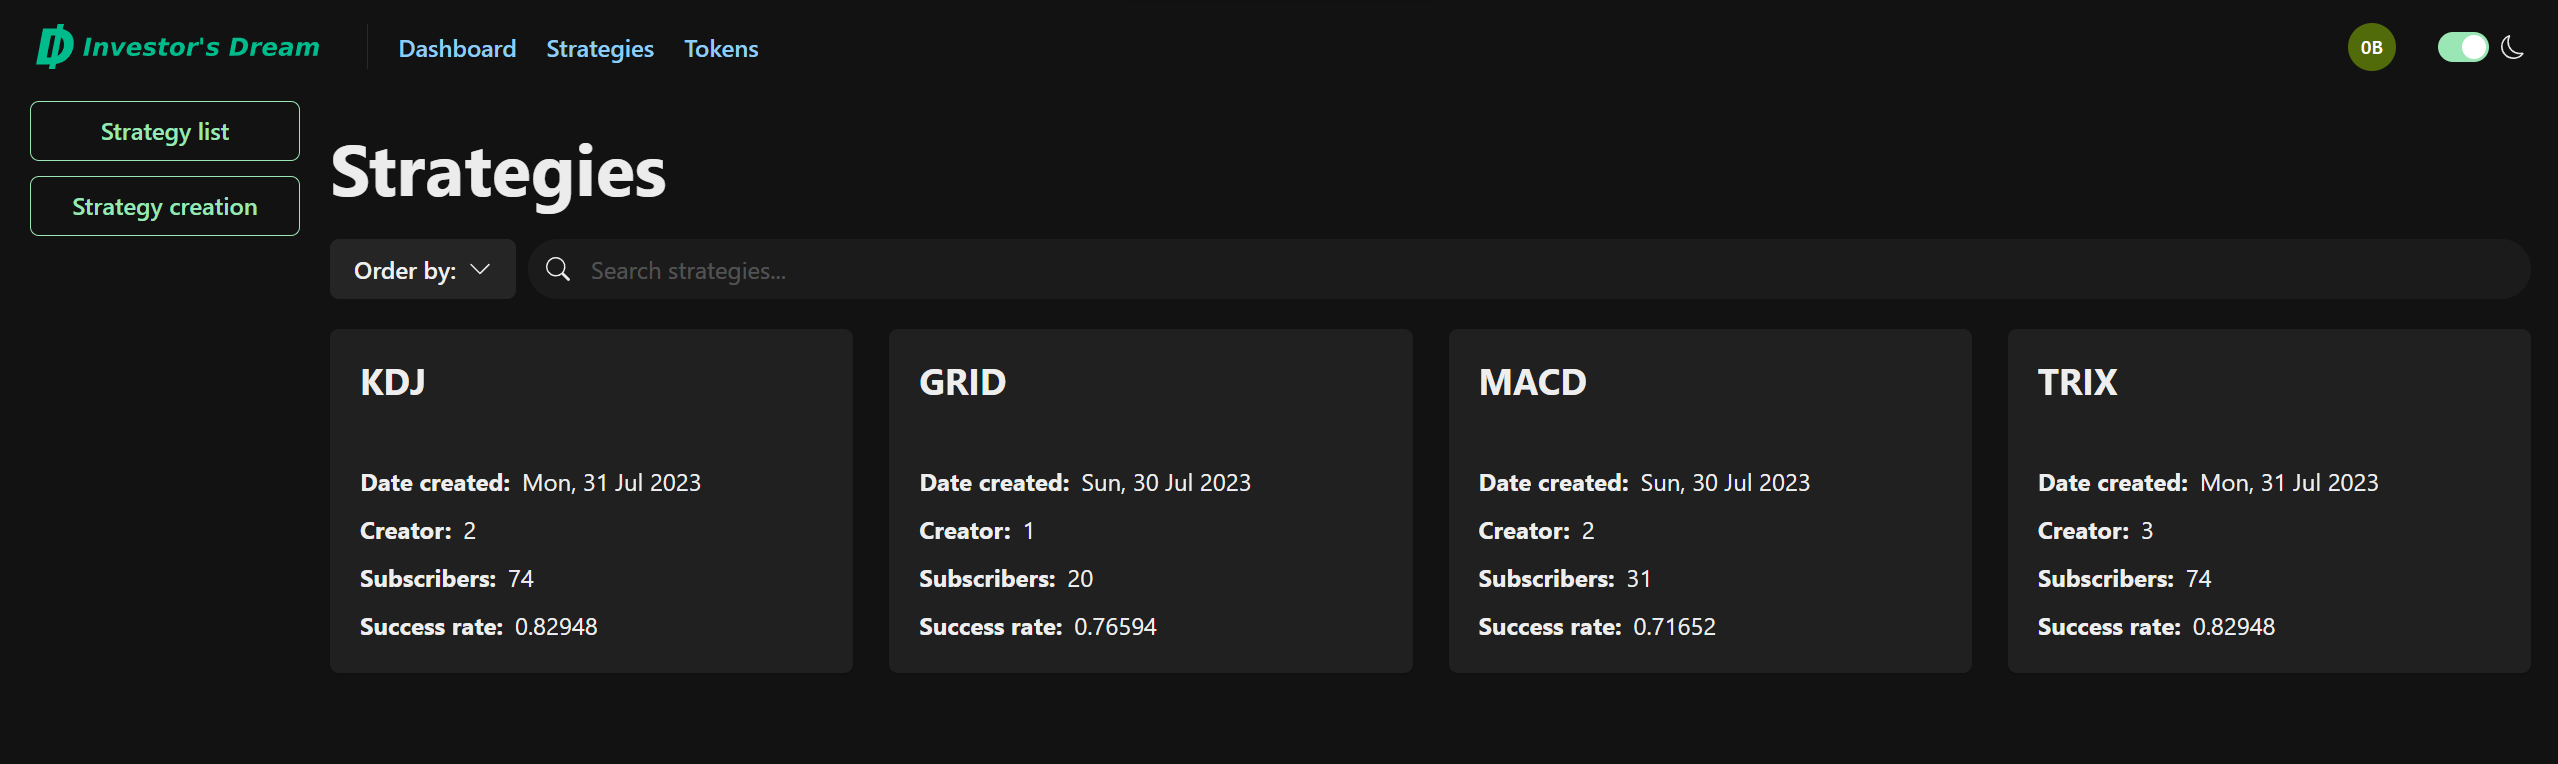 Investor's Dream
Dashboard Strategies Tokens
0B
Strategy list
Strategy creation
Strategies
Order by:
Search strategies...
KDJ
Date created: Mon, 31 Jul 2023
Creator: 2
Subscribers: 74
Success rate: 0.82948
GRID
Date created: Sun, 30 Jul 2023
Creator: 1
Subscribers: 20
Success rate: 0.76594
MACD
Date created: Sun, 30 Jul 2023
Creator: 2
Subscribers: 31
Success rate: 0.71652
TRIX
Date created: Mon, 31 Jul 2023
Creator: 3
Subscribers: 74
Success rate: 0.82948